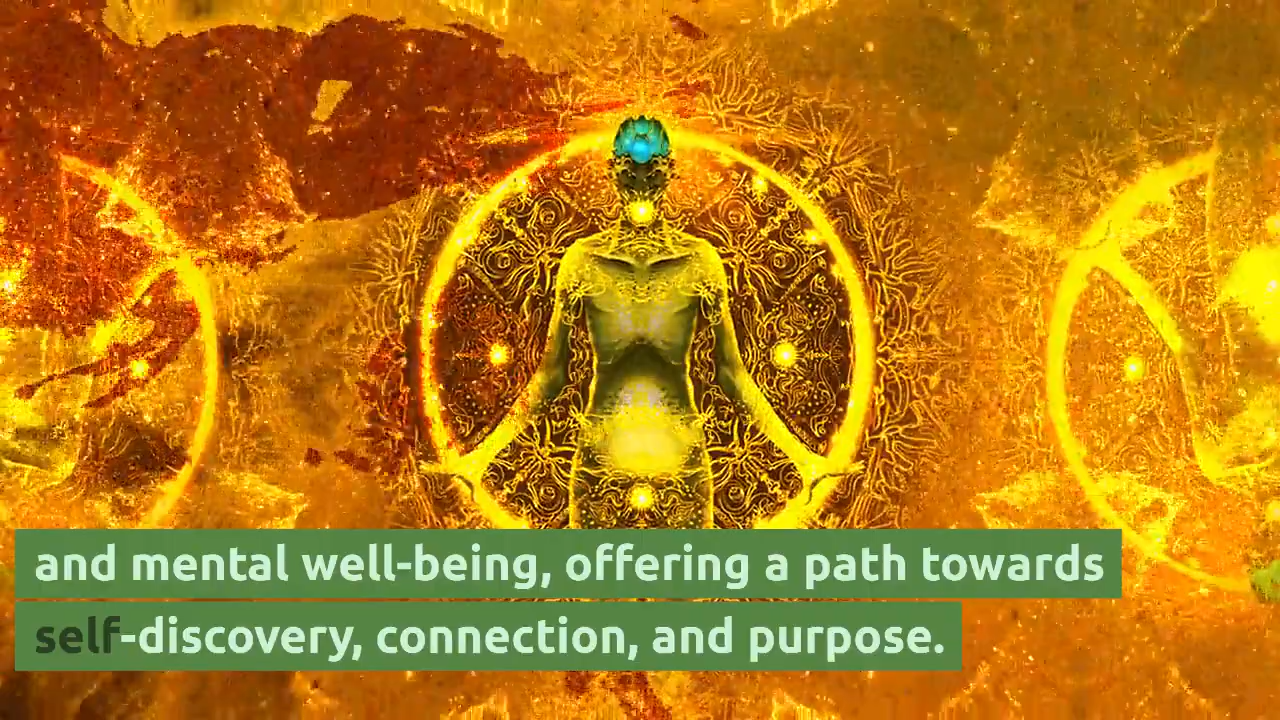 and mental well-being, offering a path towards
self-discovery, connection, and purpose.